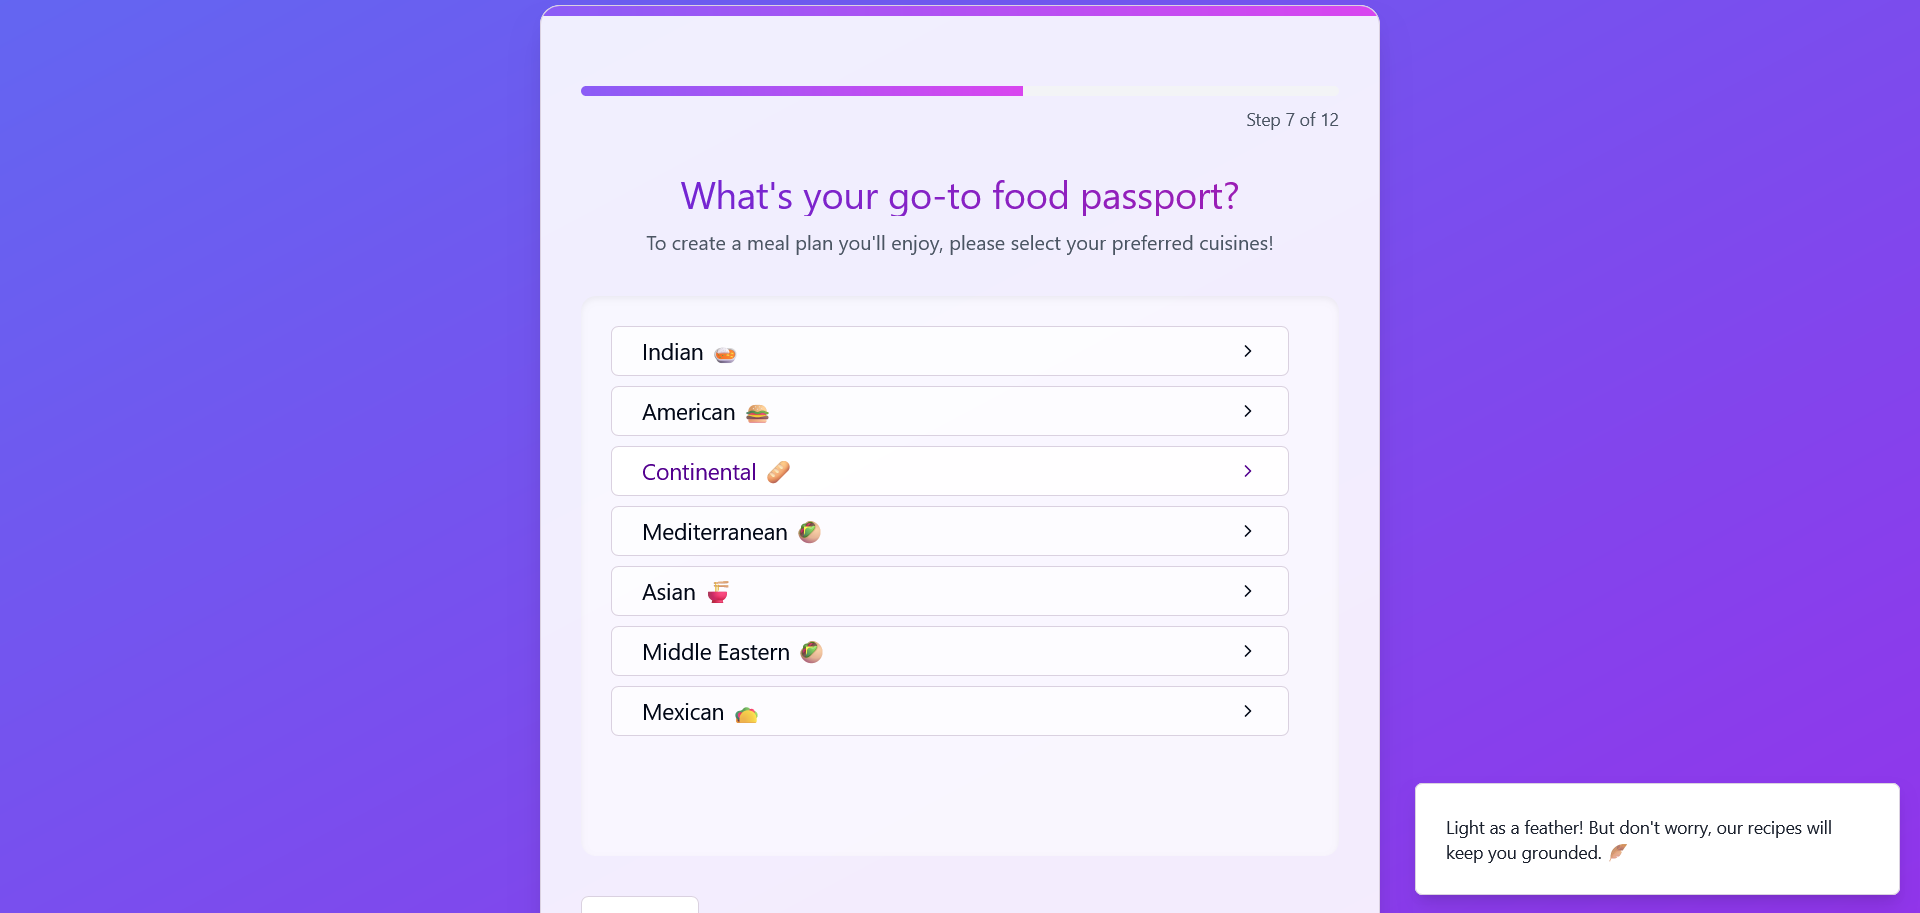 Step 7 of 12
What's your go-to food passport?
To create a meal plan you'll enjoy, please select your preferred cuisines!
Indian 🍛
American 🍔
Continental 🥖
Mediterranean 🥙
Asian 🍜
Middle Eastern 🥙
Mexican 🌮
Light as a feather! But don't worry, our recipes will
keep you grounded. 🪶